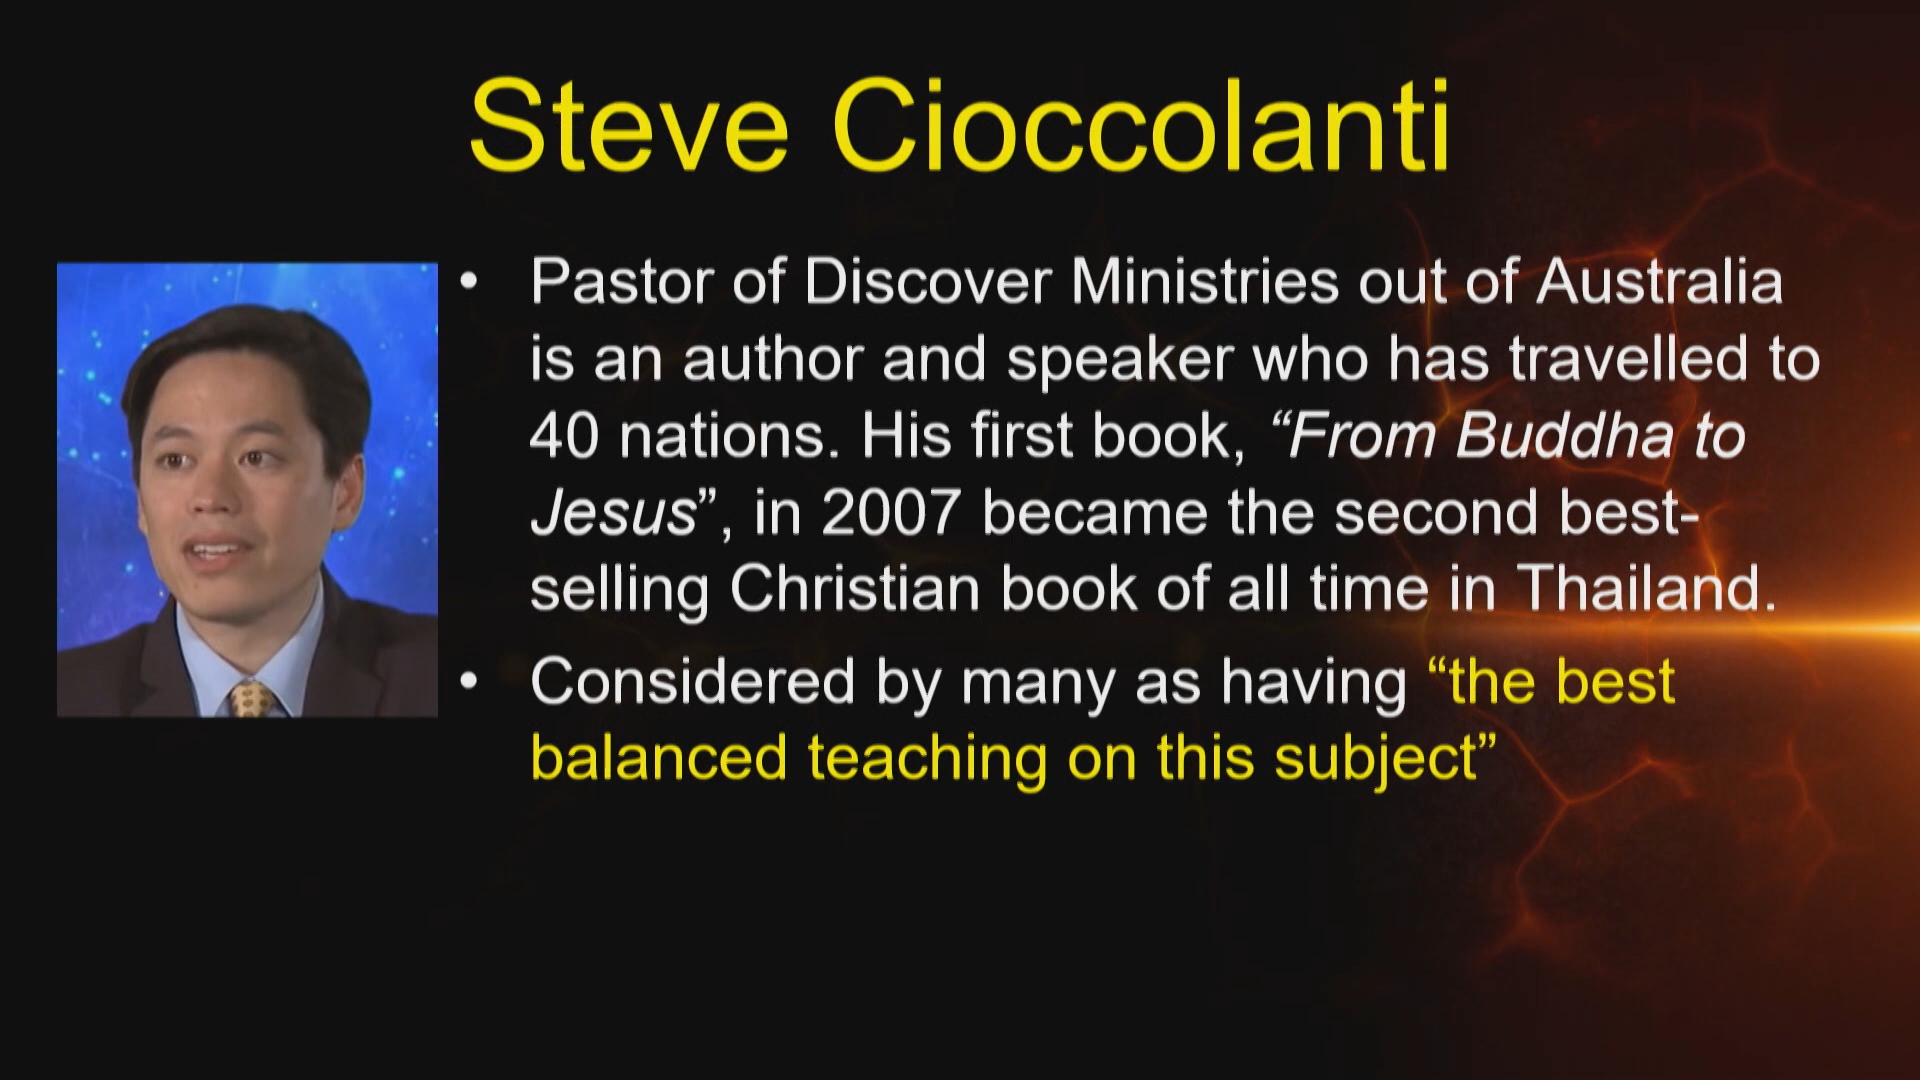 Steve Cioccolanti
• Pastor of Discover Ministries out of Australia
is an author and speaker who has travelled to
40 nations. His first book, “From Buddha to
Jesus”, in 2007 became the second best-
selling Christian book of all time in Thailand.
• Considered by many as having “the best
balanced teaching on this subject”